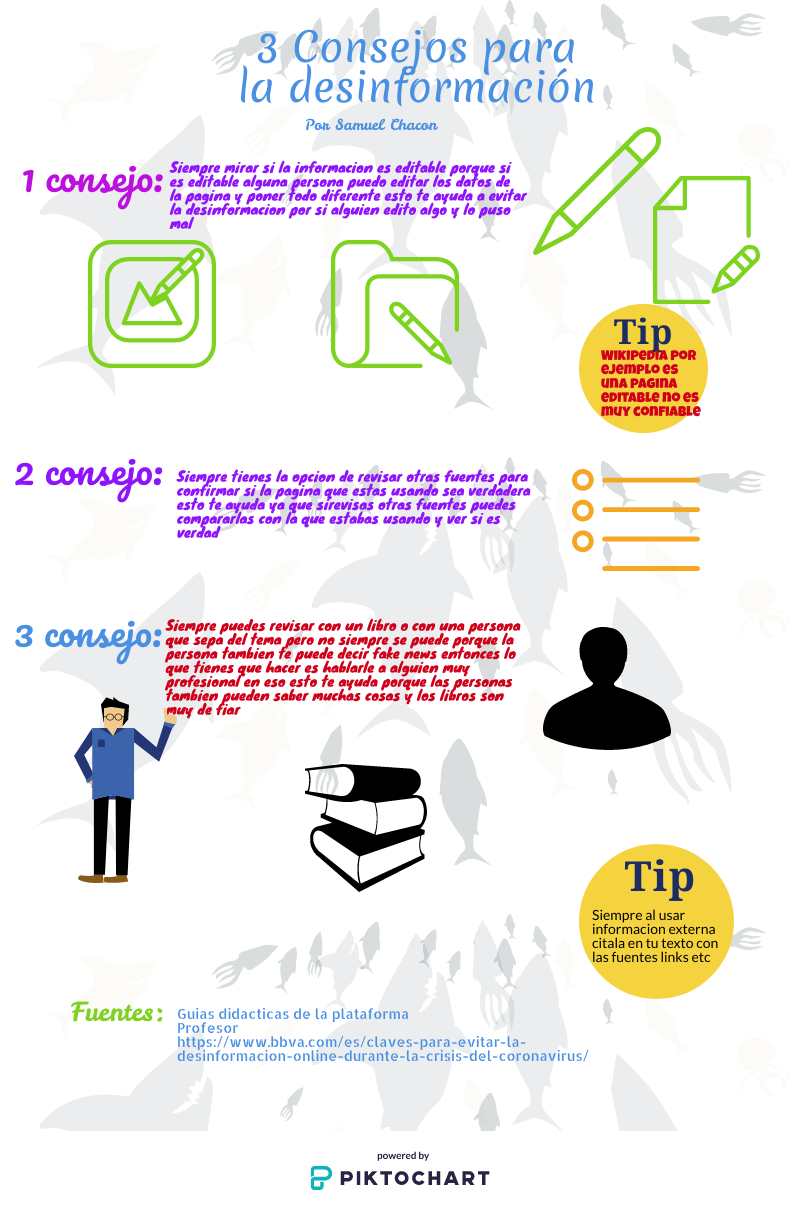 3 Consejos para
la desinformación
Por Samuel Chacon
1 consejo:
Siempre mirar si la informacion es editable porque si
es editable alguna persona puedo editar los datos de
la pagina y poner todo diferente esto te ayuda a evitar
la desinformacion por si alguien edito algo y lo puso
mal
Tip
Wikipedia por
ejemplo es
una pagina
editable no es
muy confiable
2 consejo:
Siempre tienes la opcion de revisar otras fuentes para
confirmar si la pagina que estas usando sea verdadera
esto te ayuda ya que sirevisas otras fuentes puedes
compararlas con la que estabas usando y ver si es
verdad
3 consejo:
Siempre puedes revisar con un libro o con una persona
que sepa del tema pero no siempre se puede porque la
persona tambien te puede decir fake news entonces lo
que tienes que hacer es hablarle a alguien muy
profesional en eso esto te ayuda porque las personas
tambien pueden saber muchas cosas y los libros son
muy de fiar
Tip
Siempre al usar
informacion externa
citala en tu texto con
las fuentes links etc
Fuentes:
Guias didacticas de la plataforma
Profesor
https://www.bbva.com/es/claves-para-evitar-la-
desinformacion-online-durante-la-crisis-del-coronavirus/
powered by
PIKTOCHART